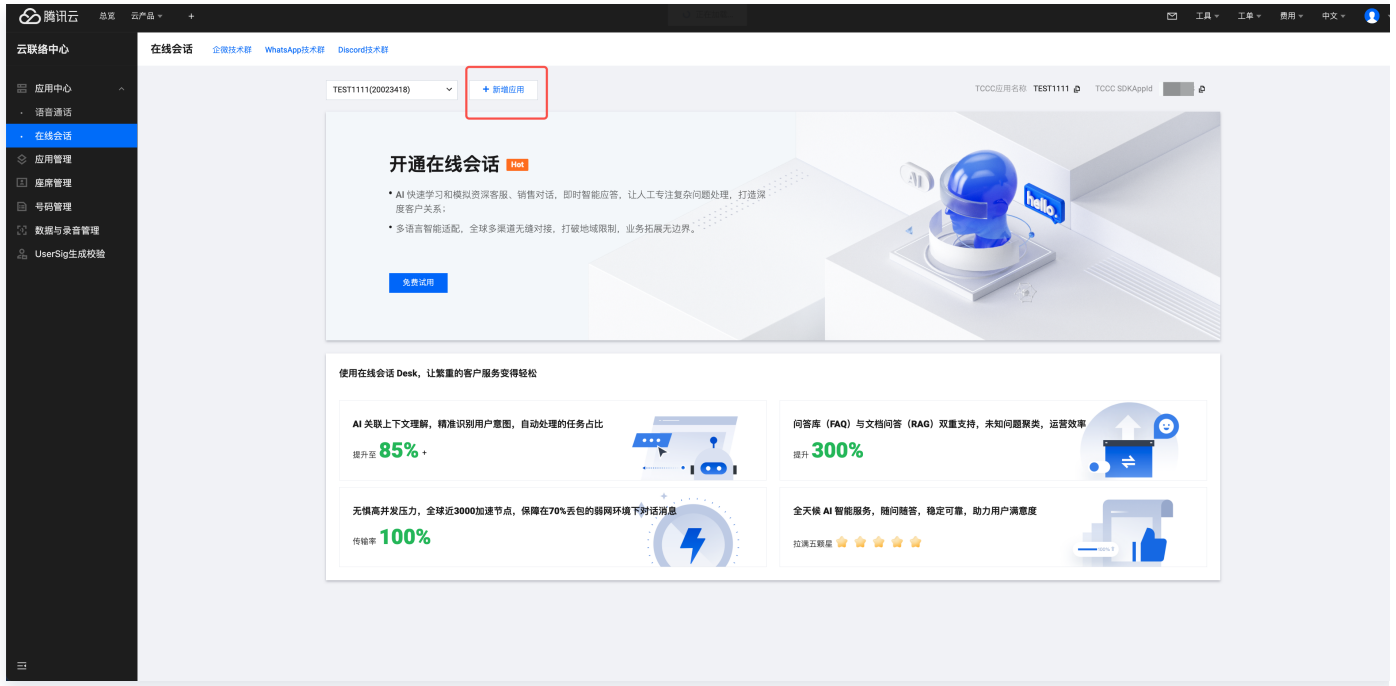 腾讯云 总览 云产品 +
工具 工单 费用 中文
云联络中心
在线会话 企微技术群 WhatsApp技术群 Discord技术群
应用中心
语音通话
在线会话
应用管理
座席管理
号码管理
数据与录音管理
UserSig生成校验
TEST1111(20023418) + 新增应用 TCCC应用名称 TEST1111 TCCC SDKAppId
开通在线会话 Hot
• AI 快速学习和模拟资深客服、销售对话，即时智能应答，让人工专注复杂问题处理，打造深
度客户关系；
• 多语言智能适配，全球多渠道无缝对接，打破地域限制，业务拓展无边界。
免费试用
AI
hello.
使用在线会话 Desk，让繁重的客户服务变得轻松
AI 关联上下文理解，精准识别用户意图，自动处理的任务占比
提升至 85% +
问答库（FAQ）与文档问答（RAG）双重支持，未知问题聚类，运营效率
提升 300%
无惧高并发压力，全球近3000加速节点，保障在70%丢包的弱网环境下对话消息
传输率 100%
全天候 AI 智能服务，随问随答，稳定可靠，助力用户满意度
拉满五颗星